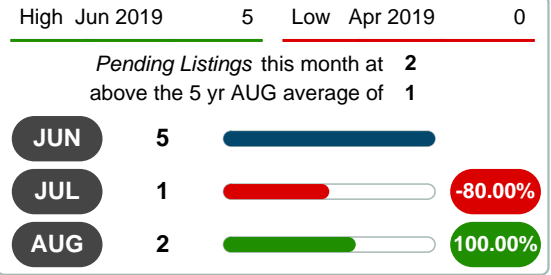 High Jun 2019 5 Low Apr 2019 0
Pending Listings this month at 2
above the 5 yr AUG average of 1
JUN 5
JUL 1 -80.00%
AUG 2 100.00%